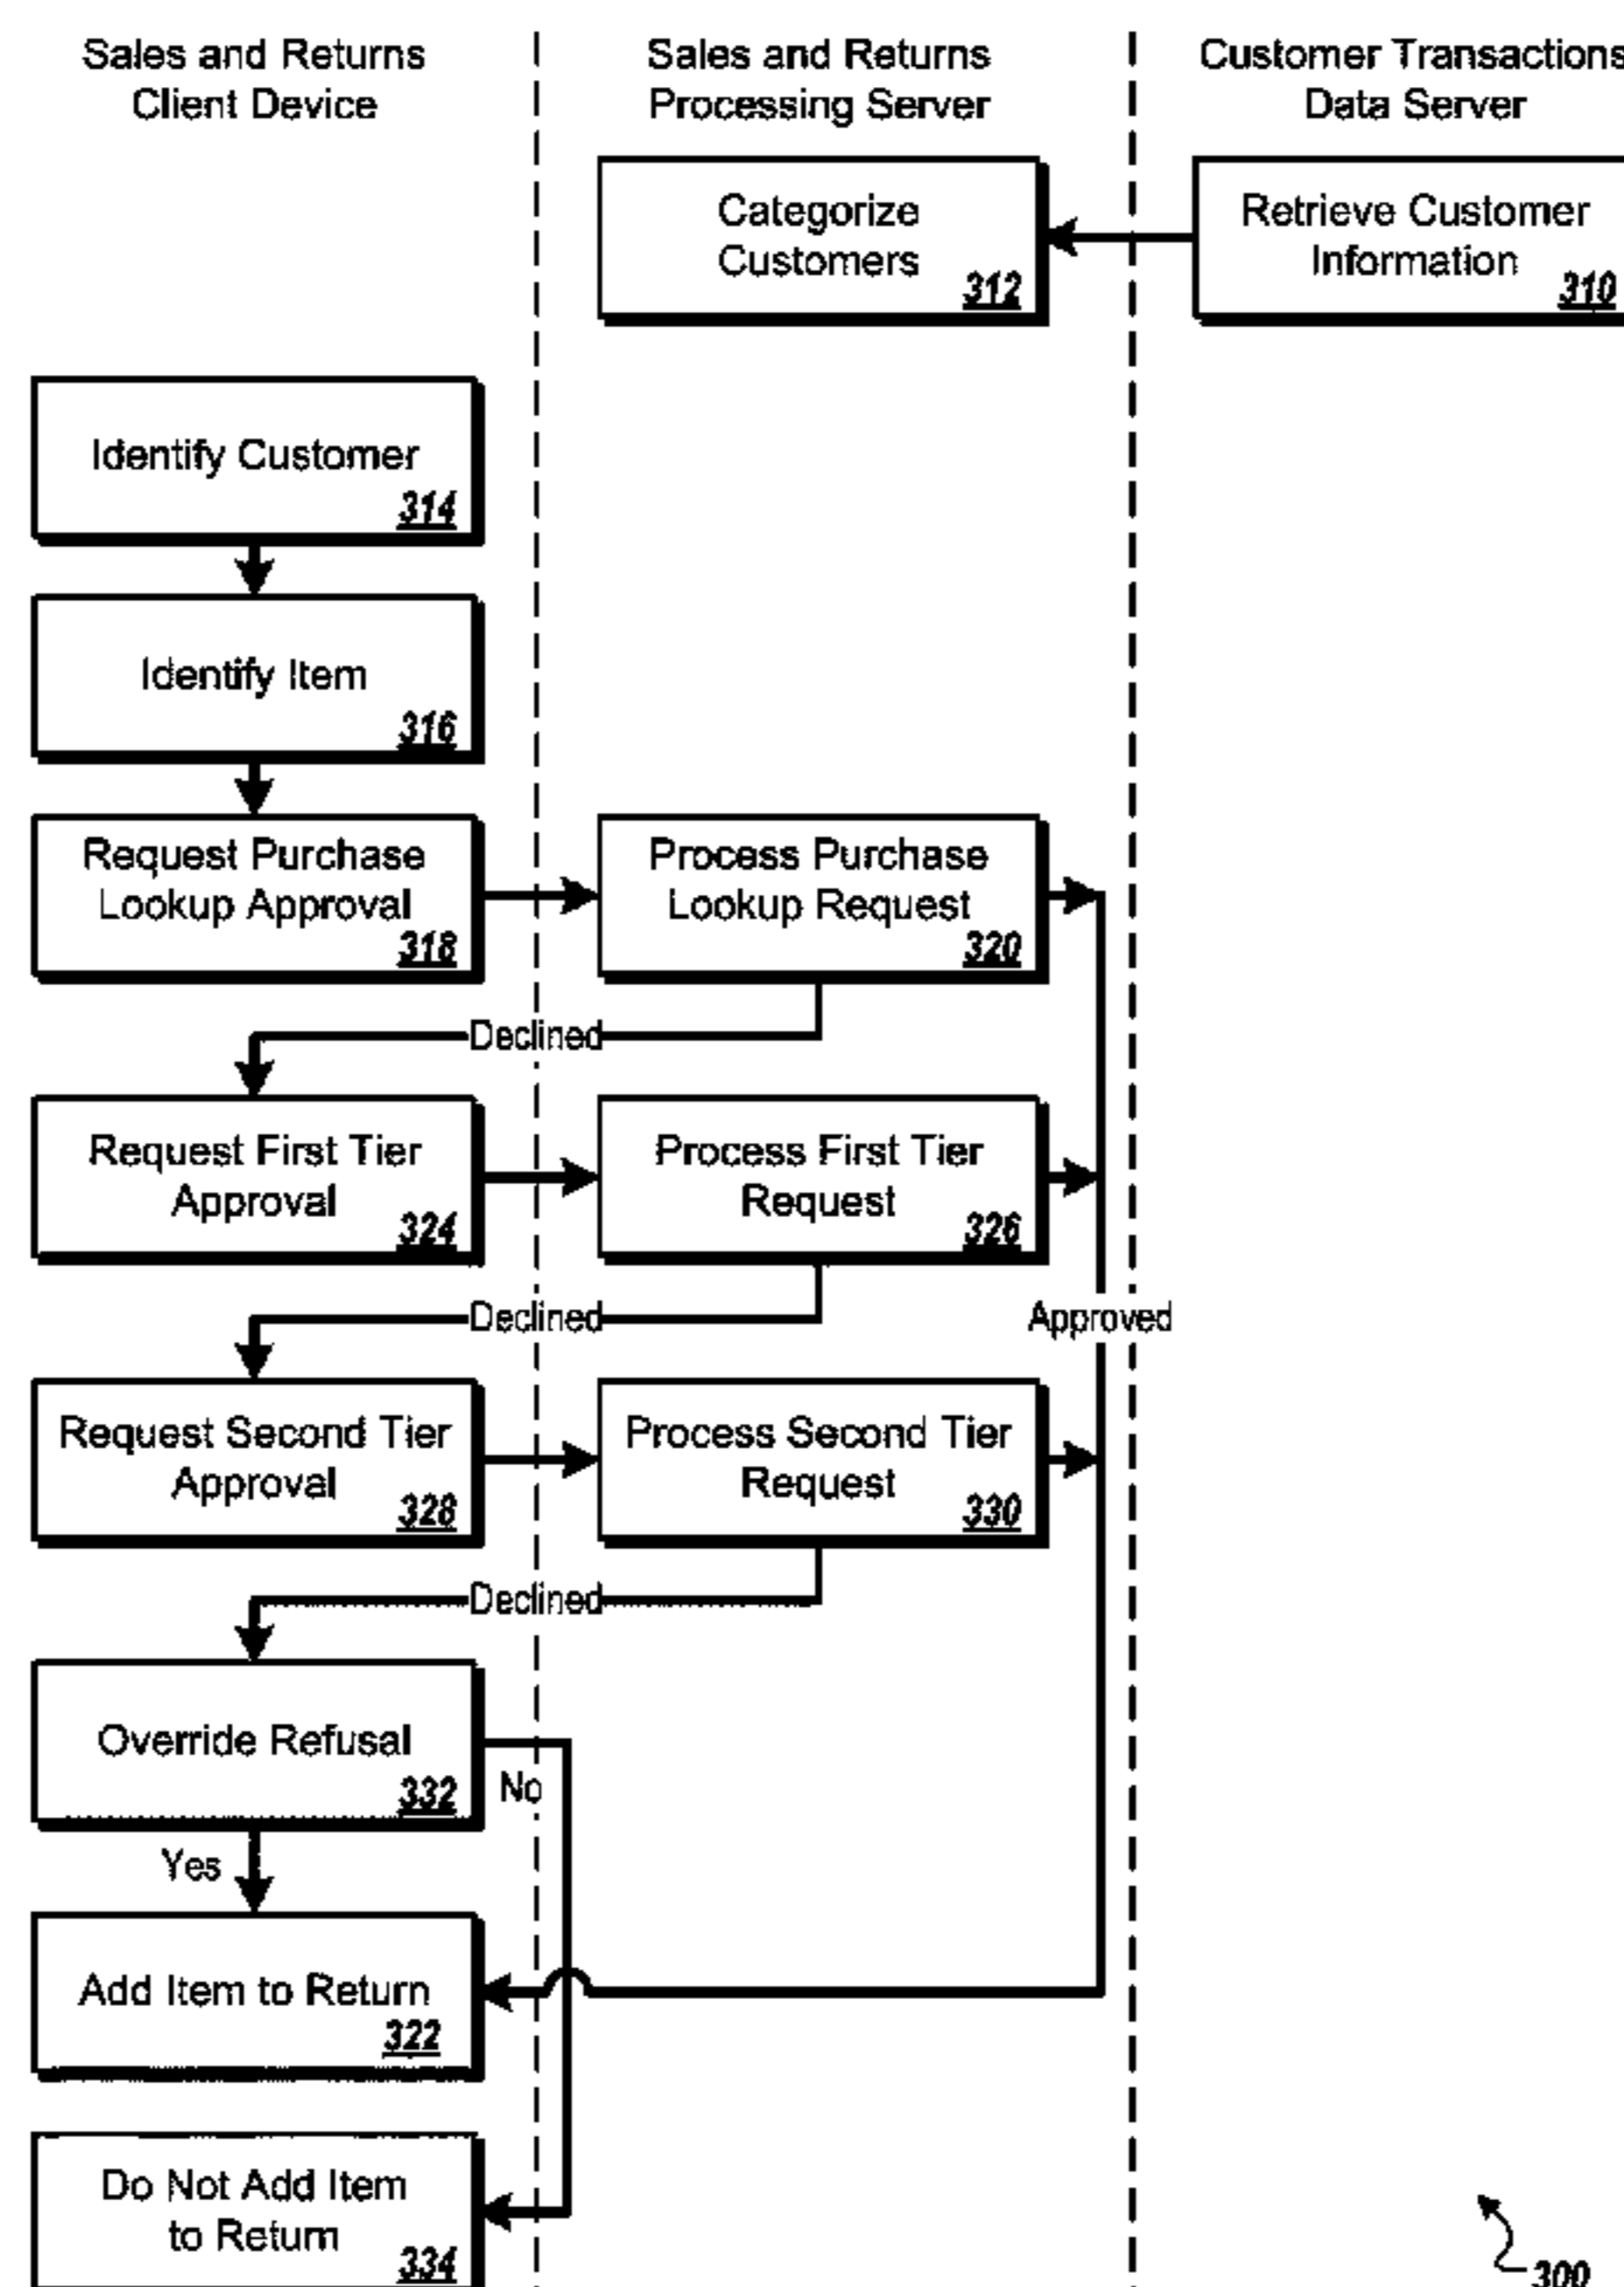 Sales and Returns
Client Device
Sales and Returns
Processing Server
Customer Transactions
Data Server
Categorize
Customers
312
Retrieve Customer
Information
310
Identify Customer
314
Identify Item
316
Request Purchase
Lookup Approval
318
Process Purchase
Lookup Request
320
Declined
Request First Tier
Approval
324
Process First Tier
Request
326
Declined
Approved
Request Second Tier
Approval
328
Process Second Tier
Request
330
Declined
Override Refusal
332
No
Yes
Add Item to Return
322
Do Not Add Item
to Return
334
300